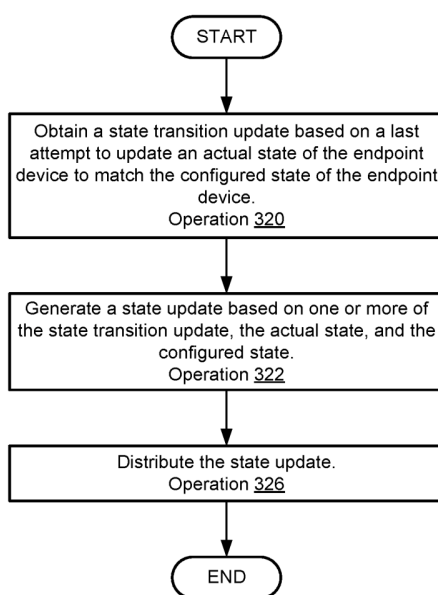 START
Obtain a state transition update based on a last
attempt to update an actual state of the endpoint
device to match the configured state of the endpoint
device.
Operation 320
Generate a state update based on one or more of
the state transition update, the actual state, and the
configured state.
Operation 322
Distribute the state update.
Operation 326
END